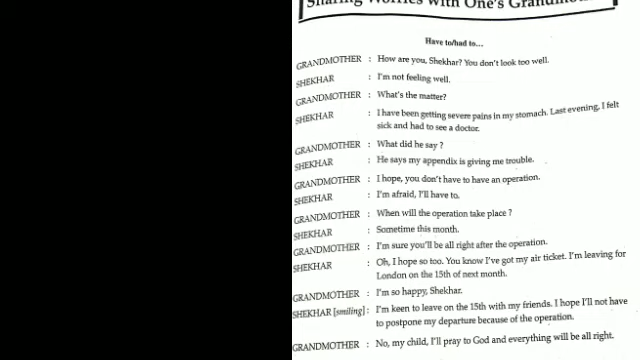 Sharing Worries with One's
Have to/had to...
GRANDMOTHER : How are you, Shekhar? You don't look too well.
SHEKHAR : I'm not feeling well.
GRANDMOTHER : What's the matter?
SHEKHAR : I have been getting severe pains in my stomach. Last evening, I felt
sick and had to see a doctor.
GRANDMOTHER : What did he say ?
SHEKHAR : He says my appendix is giving me trouble.
GRANDMOTHER : I hope, you don't have to have an operation.
SHEKHAR : I'm afraid, I'll have to.
GRANDMOTHER : When will the operation take place ?
SHEKHAR : Sometime this month.
GRANDMOTHER : I'm sure you'll be all right after the operation.
SHEKHAR : Oh, I hope so too. You know I've got my air ticket. I'm leaving for
London on the 15th of next month.
GRANDMOTHER : I'm so happy, Shekhar.
SHEKHAR [smiling] : I'm keen to leave on the 15th with my friends. I hope I'll not have
to postpone my departure because of the operation.
GRANDMOTHER : No, my child, I'll pray to God and everything will be all right.